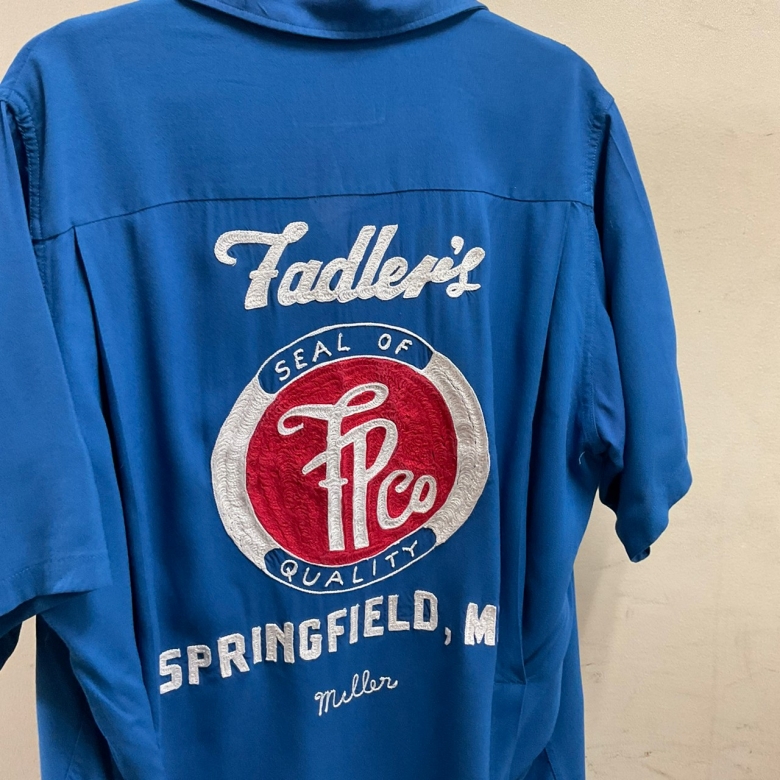 Fadler's
SEAL OF
FPCo
QUALITY
SPRINGFIELD, M
Miller